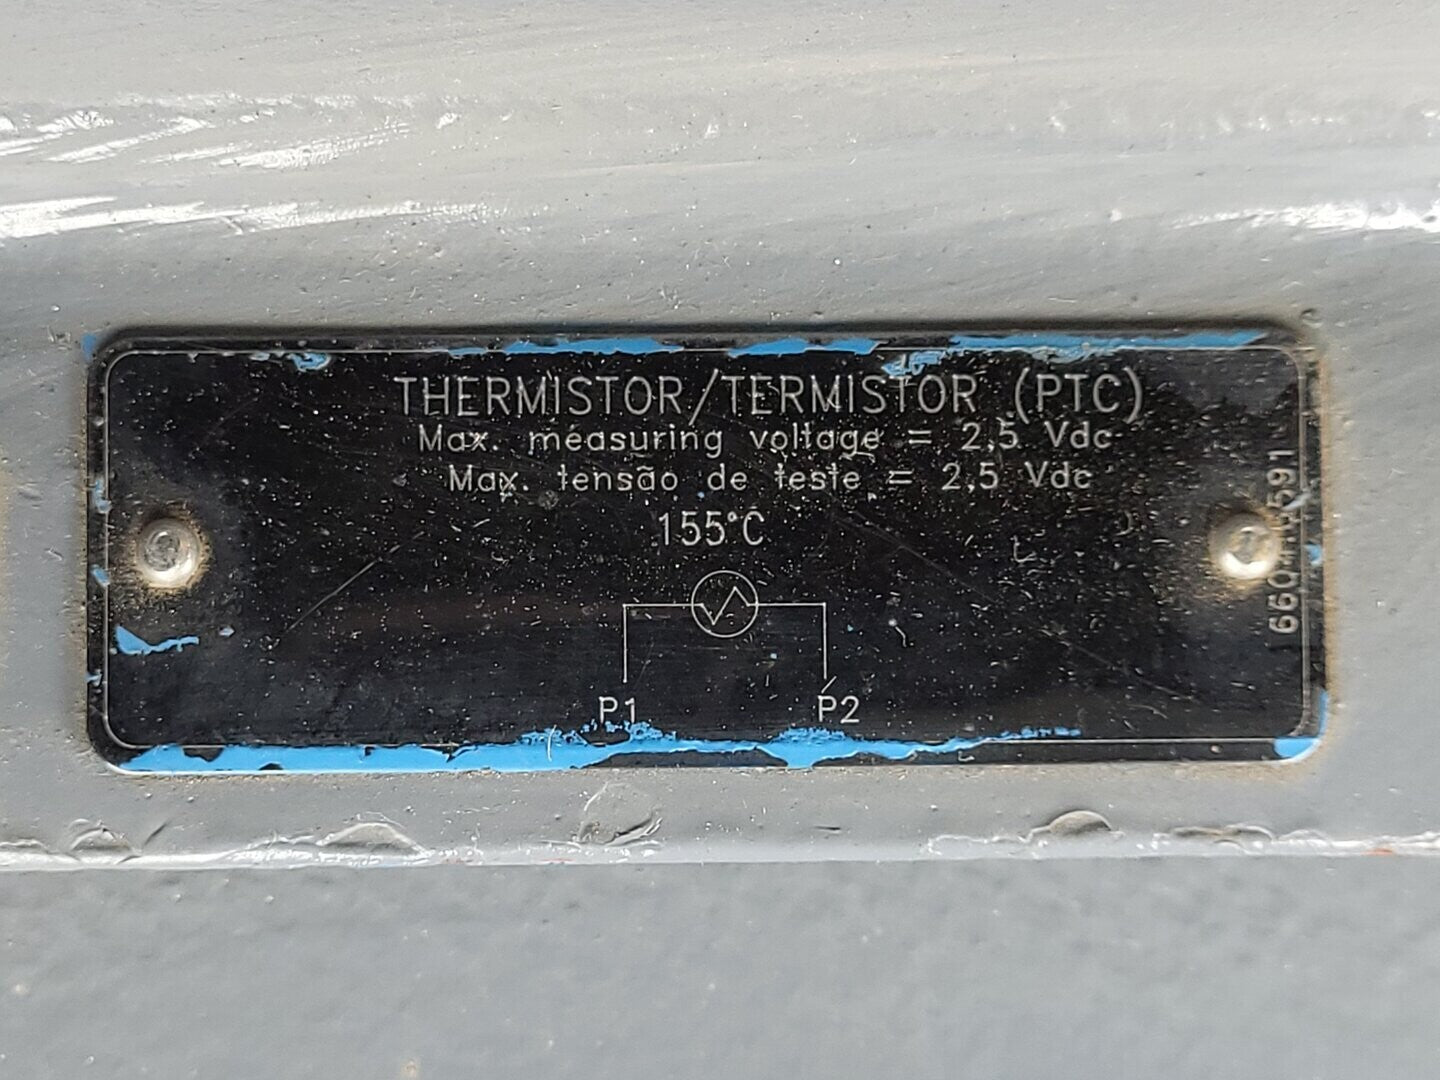 THERMISTOR/TERMISTOR (PTC)
Max. measuring voltage = 2,5 Vdc
Max. tensão de teste = 2,5 Vdc
155°C
P1 P2